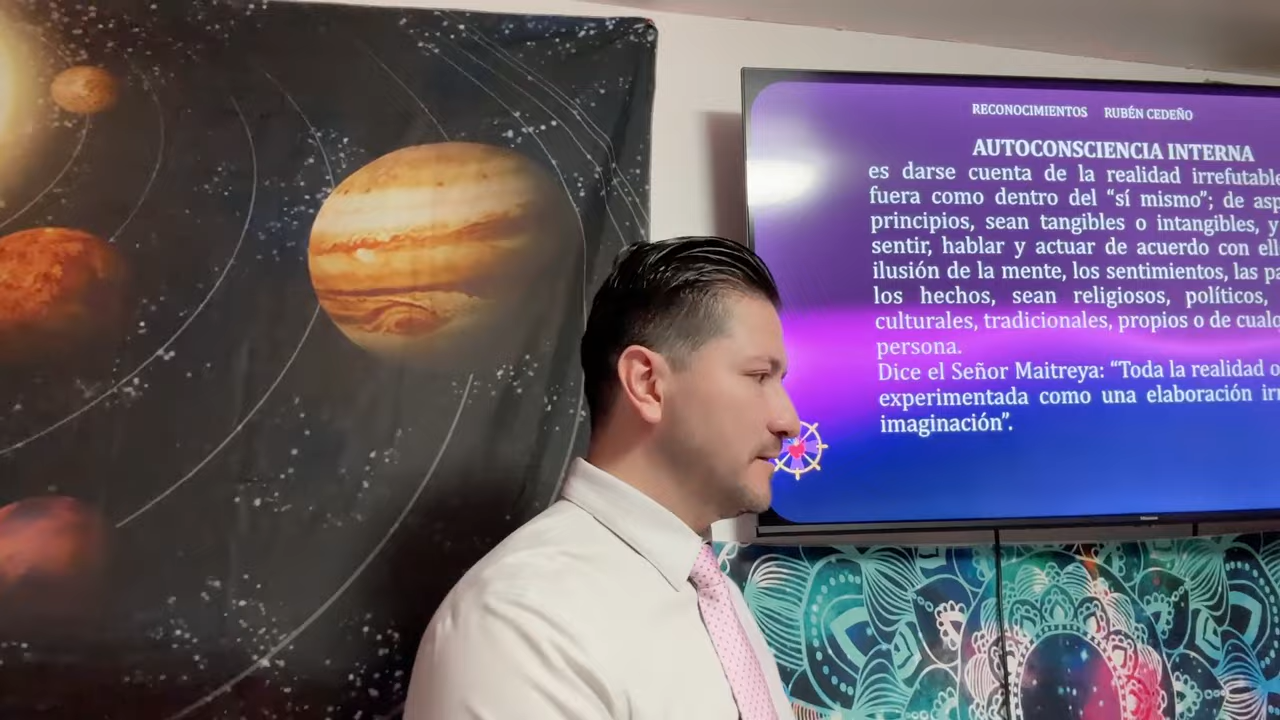 RECONOCIMIENTOS RUBÉN CEDEÑO
AUTOCONSCIENCIA INTERNA
es darse cuenta de la realidad irrefutable
fuera como dentro del “sí mismo”; de
principios, sean tangibles o intangibles, y
sentir, hablar y actuar de acuerdo con
ilusión de la mente, los sentimientos, las
los hechos, sean religiosos, políticos,
culturales, tradicionales, propios o de
persona.
Dice el Señor Maitreya: “Toda la realidad
experimentada como una elaboración
imaginación”.